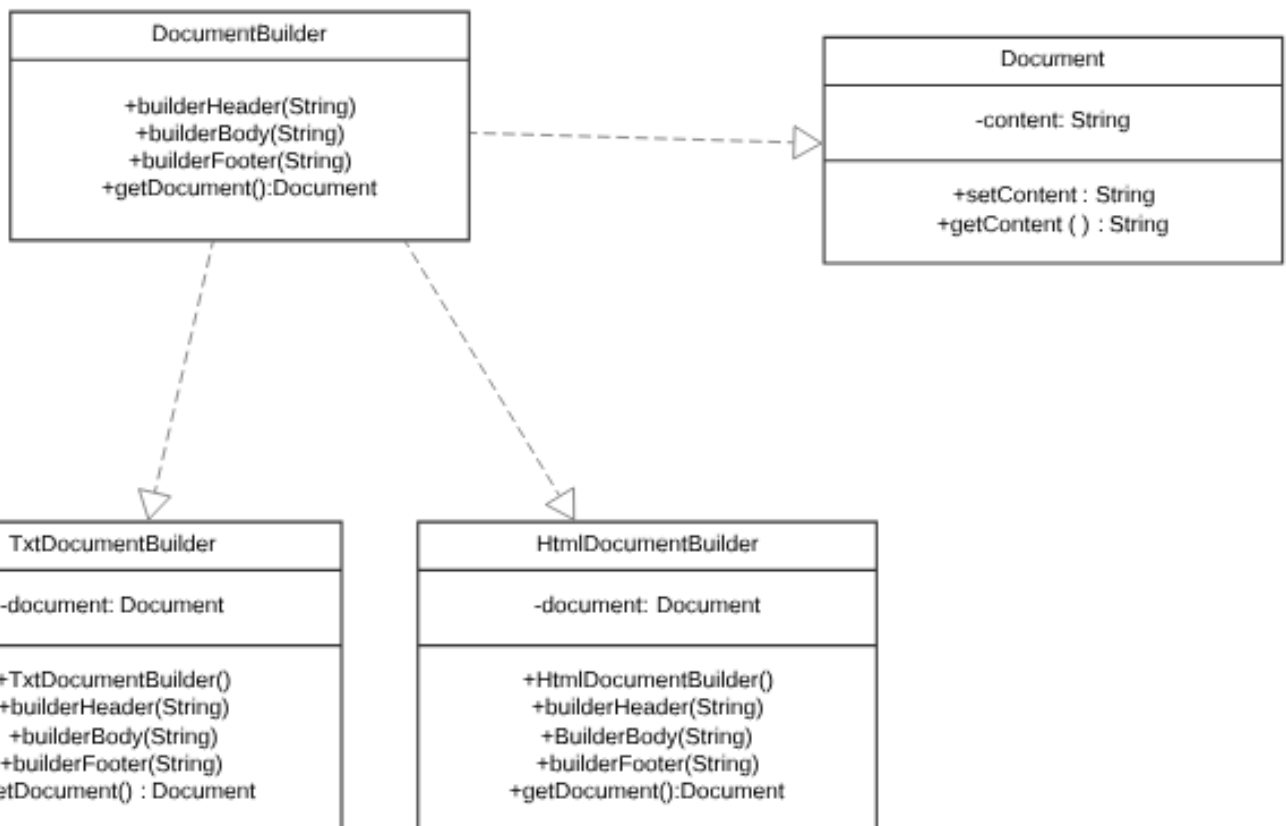 DocumentBuilder
+builderHeader(String)
+builderBody(String)
+builderFooter(String)
+getDocument():Document
Document
-content: String
+setContent : String
+getContent ( ) : String
TxtDocumentBuilder
-document: Document
+TxtDocumentBuilder()
+builderHeader(String)
+builderBody(String)
+builderFooter(String)
etDocument() : Document
HtmlDocumentBuilder
-document: Document
+HtmlDocumentBuilder()
+builderHeader(String)
+BuilderBody(String)
+builderFooter(String)
+getDocument():Document